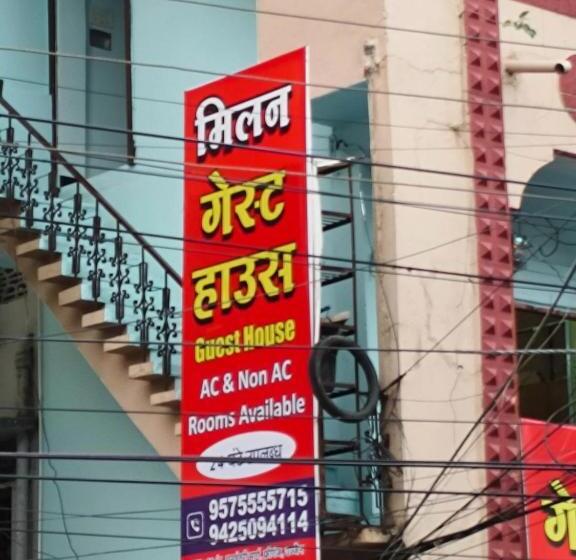 मिलन
गेस्ट
हाउस
Guest House
AC & Non AC
Rooms Available
9575555715
9425094114
गे